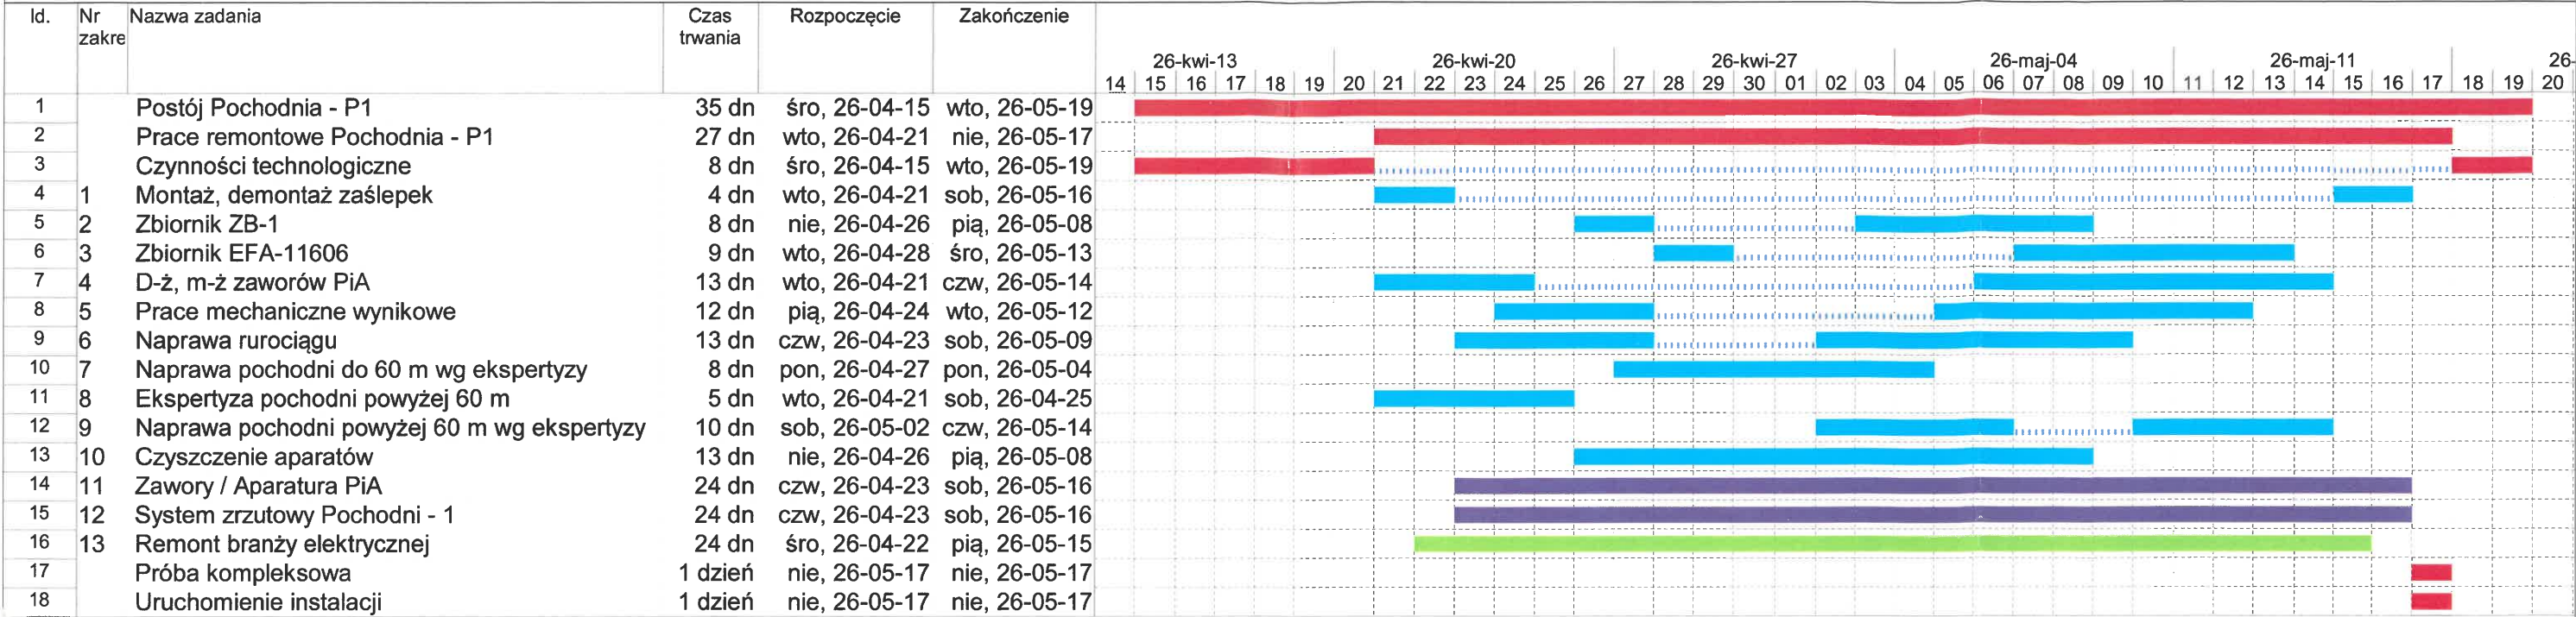 Id. Nr zakre Nazwa zadania Czas trwania Rozpoczęcie Zakończenie
26-kwi-13 26-kwi-20 26-kwi-27 26-maj-04 26-maj-11 26-
14 15 16 17 18 19 20 21 22 23 24 25 26 27 28 29 30 01 02 03 04 05 06 07 08 09 10 11 12 13 14 15 16 17 18 19 20
1 Postój Pochodnia - P1 35 dn śro, 26-04-15 wto, 26-05-19
2 Prace remontowe Pochodnia - P1 27 dn wto, 26-04-21 nie, 26-05-17
3 Czynności technologiczne 8 dn śro, 26-04-15 wto, 26-05-19
4 1 Montaż, demontaż zaślepek 4 dn wto, 26-04-21 sob, 26-05-16
5 2 Zbiornik ZB-1 8 dn nie, 26-04-26 pią, 26-05-08
6 3 Zbiornik EFA-11606 9 dn wto, 26-04-28 śro, 26-05-13
7 4 D-ż, m-ż zaworów PiA 13 dn wto, 26-04-21 czw, 26-05-14
8 5 Prace mechaniczne wynikowe 12 dn pią, 26-04-24 wto, 26-05-12
9 6 Naprawa rurociągu 13 dn czw, 26-04-23 sob, 26-05-09
10 7 Naprawa pochodni do 60 m wg ekspertyzy 8 dn pon, 26-04-27 pon, 26-05-04
11 8 Ekspertyza pochodni powyżej 60 m 5 dn wto, 26-04-21 sob, 26-04-25
12 9 Naprawa pochodni powyżej 60 m wg ekspertyzy 10 dn sob, 26-05-02 czw, 26-05-14
13 10 Czyszczenie aparatów 13 dn nie, 26-04-26 pią, 26-05-08
14 11 Zawory / Aparatura PiA 24 dn czw, 26-04-23 sob, 26-05-16
15 12 System zrzutowy Pochodni - 1 24 dn czw, 26-04-23 sob, 26-05-16
16 13 Remont branży elektrycznej 24 dn śro, 26-04-22 pią, 26-05-15
17 Próba kompleksowa 1 dzień nie, 26-05-17 nie, 26-05-17
18 Uruchomienie instalacji 1 dzień nie, 26-05-17 nie, 26-05-17